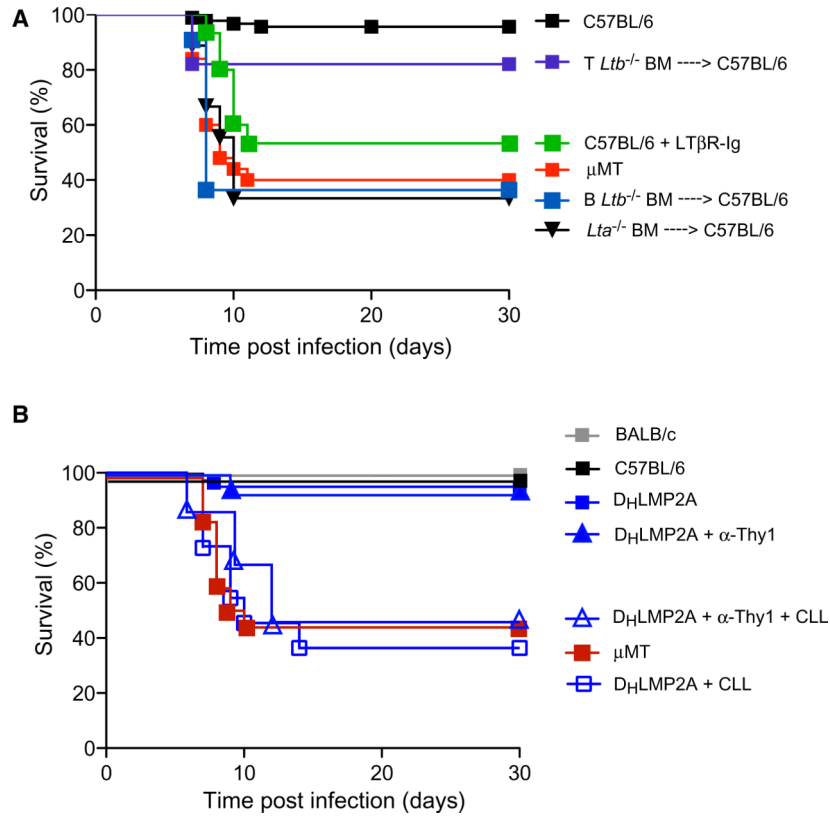 A
Survival (%)
100
80
60
40
20
0
0 10 20 30
Time post infection (days)
C57BL/6
T Ltb-/- BM ----> C57BL/6
C57BL/6 + LTβR-Ig
μMT
B Ltb-/- BM ----> C57BL/6
Lta-/- BM ----> C57BL/6
B
Survival (%)
100
80
60
40
20
0
0 10 20 30
Time post infection (days)
BALB/c
C57BL/6
DHLMP2A
DHLMP2A + α-Thy1
DHLMP2A + α-Thy1 + CLL
μMT
DHLMP2A + CLL